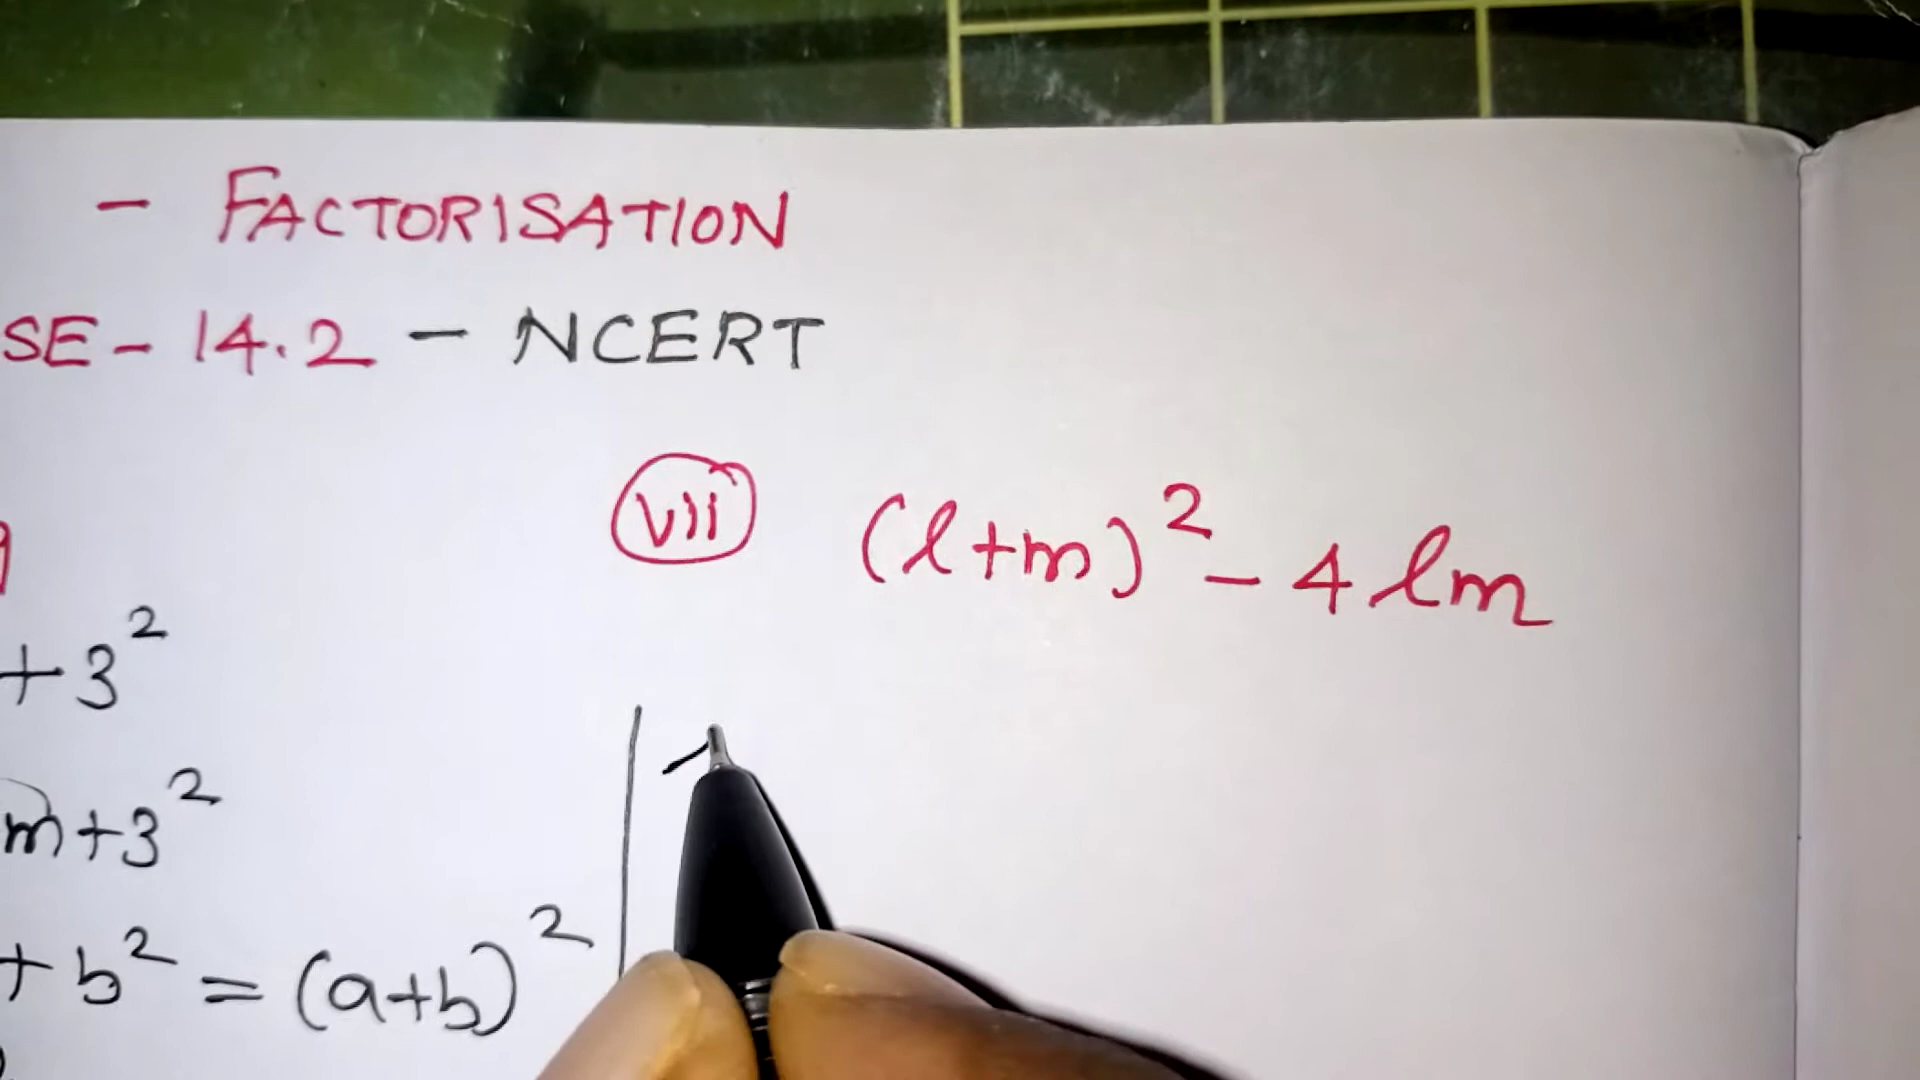 - FACTORISATION
SE - 14.2 - NCERT
vii (l+m)² - 4lm
+ 3²
m+3²
+ b² = (a+b)²